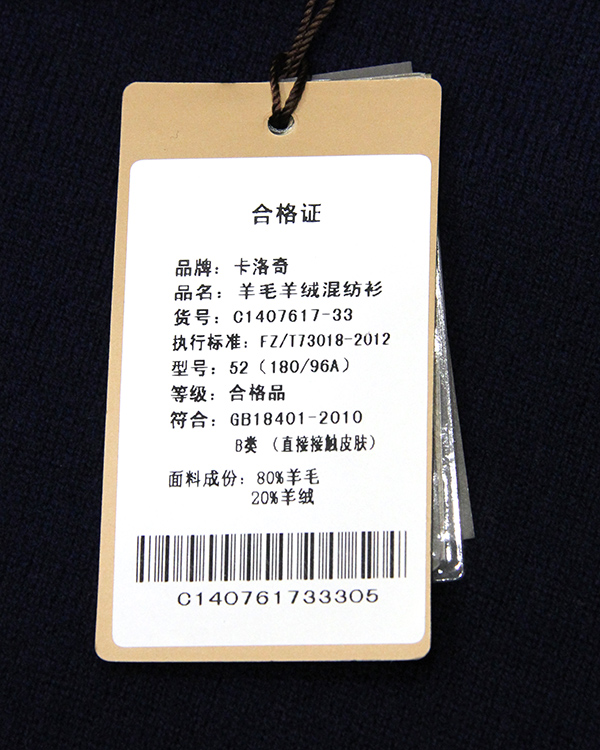 合格证
品牌：卡洛奇
品名：羊毛羊绒混纺衫
货号：C1407617-33
执行标准：FZ/T73018-2012
型号：52（180/96A）
等级：合格品
符合：GB18401-2010
B类（直接接触皮肤）
面料成份：80%羊毛
20%羊绒
C140761733305